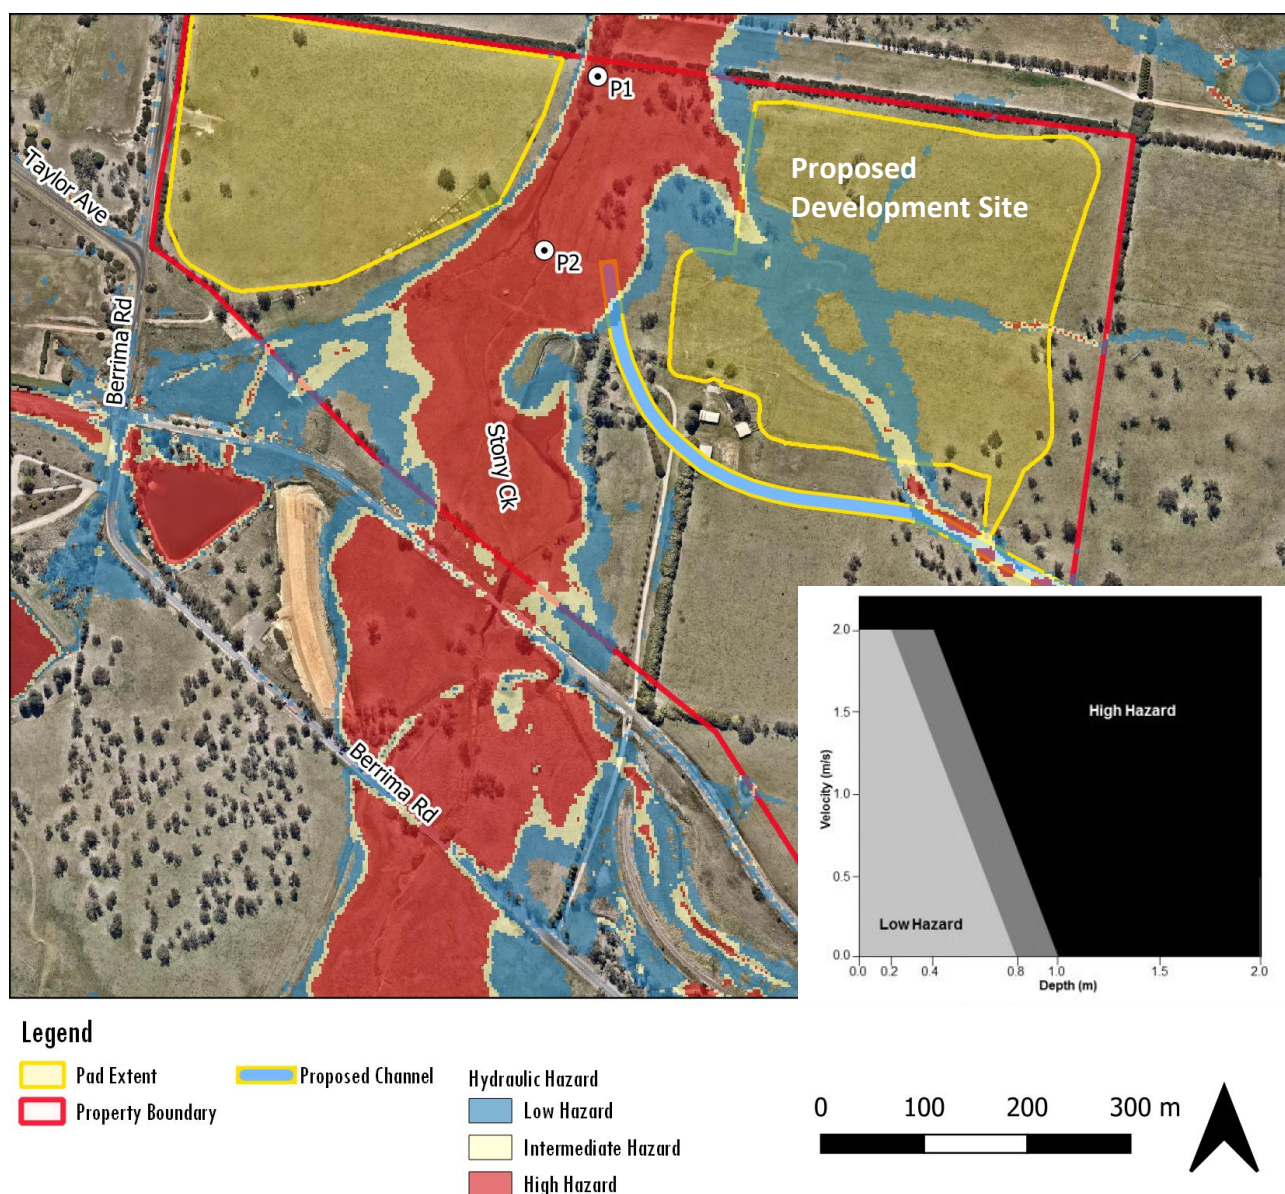 P1
Proposed
Development Site
Taylor Ave
P2
Berrima Rd
Stony Ck
Berrima Rd
2.0
1.5
1.0
0.5
0.0
Velocity (m/s)
High Hazard
Low Hazard
0.0 0.2 0.4 0.8 1.0 1.5 2.0
Depth (m)
Legend
Pad Extent
Property Boundary
Proposed Channel
Hydraulic Hazard
Low Hazard
Intermediate Hazard
High Hazard
0 100 200 300 m